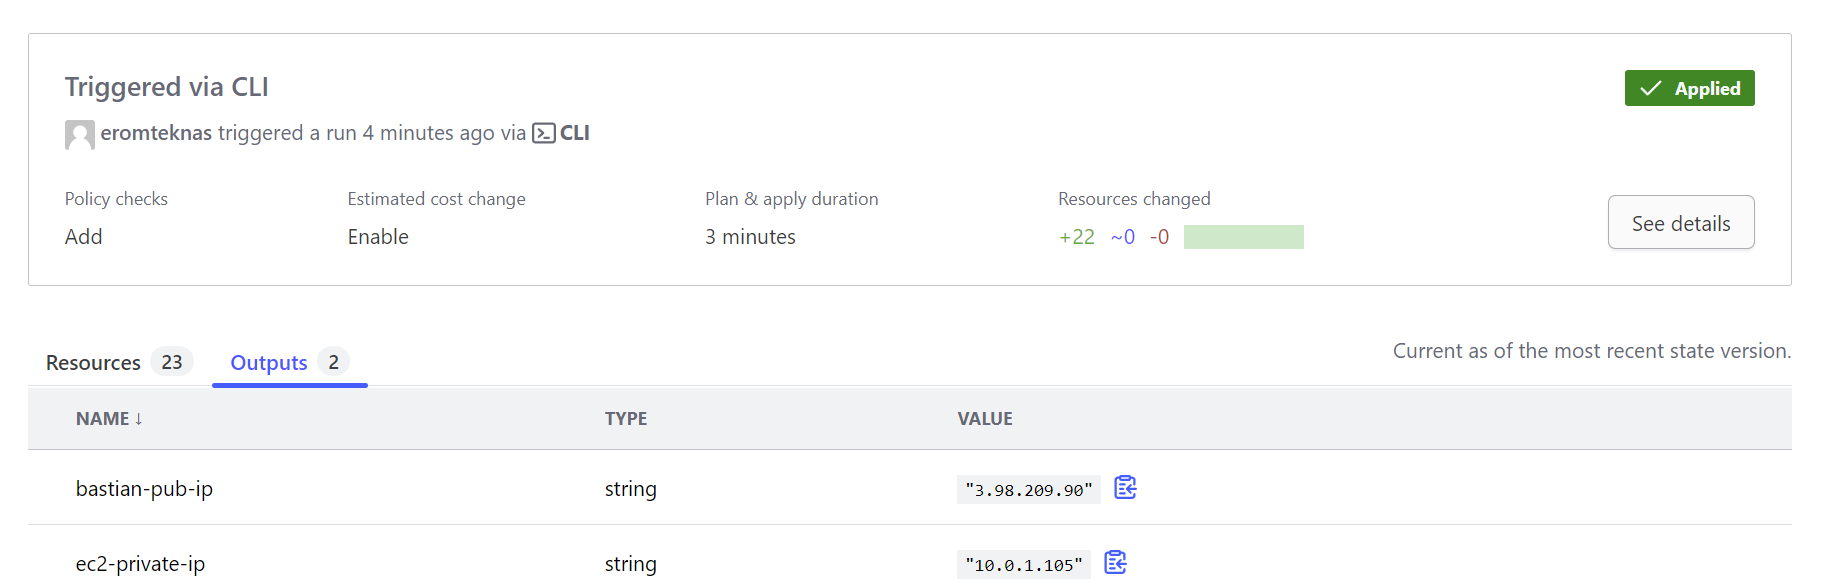 Triggered via CLI
Applied
eromteknas triggered a run 4 minutes ago via CLI
Policy checks Estimated cost change Plan & apply duration Resources changed
Add Enable 3 minutes +22 ~0 -0
See details
Resources 23 Outputs 2
Current as of the most recent state version.
NAME ↓ TYPE VALUE
bastian-pub-ip string "3.98.209.90"
ec2-private-ip string "10.0.1.105"